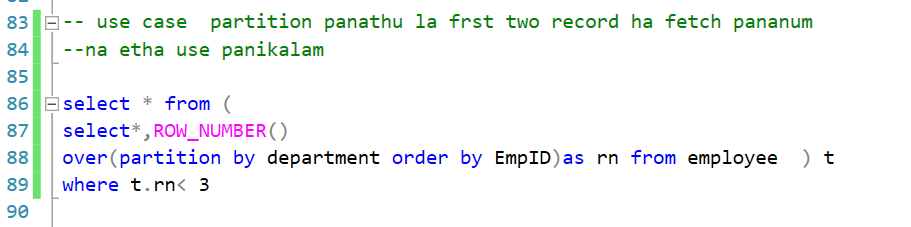 83 -- use case  partition panathu la frst two record ha fetch pananum
84 --na etha use panikalam
85
86 select * from (
87 select*,ROW_NUMBER()
88 over(partition by department order by EmpID)as rn from employee  ) t
89 where t.rn< 3
90